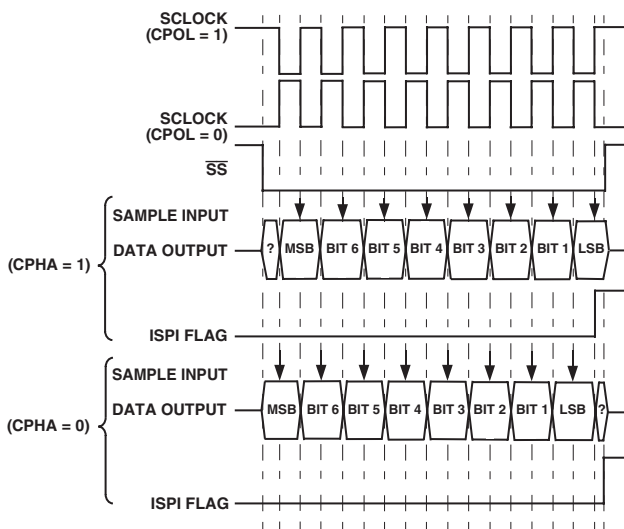 SCLOCK
(CPOL = 1)
SCLOCK
(CPOL = 0)
SS
(CPHA = 1)
SAMPLE INPUT
DATA OUTPUT
? MSB BIT 6 BIT 5 BIT 4 BIT 3 BIT 2 BIT 1 LSB
ISPI FLAG
(CPHA = 0)
SAMPLE INPUT
DATA OUTPUT
MSB BIT 6 BIT 5 BIT 4 BIT 3 BIT 2 BIT 1 LSB ?
ISPI FLAG